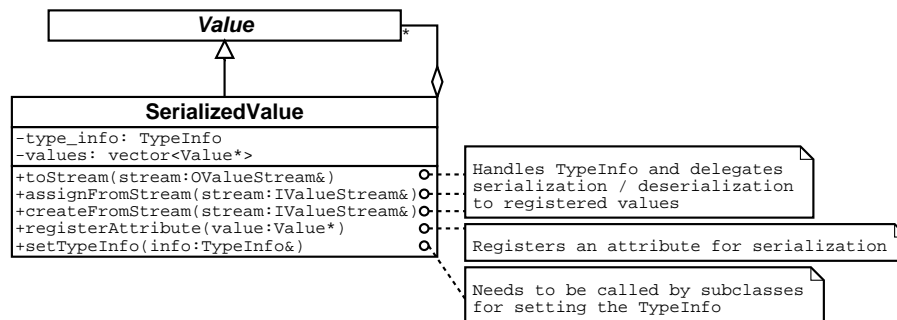 Value
*
SerializedValue
-type_info: TypeInfo
-values: vector<Value*>
+toStream(stream:OValueStream&)
+assignFromStream(stream:IValueStream&)
+createFromStream(stream:IValueStream&)
+registerAttribute(value:Value*)
+setTypeInfo(info:TypeInfo&)
Handles TypeInfo and delegates
serialization / deserialization
to registered values
Registers an attribute for serialization
Needs to be called by subclasses
for setting the TypeInfo